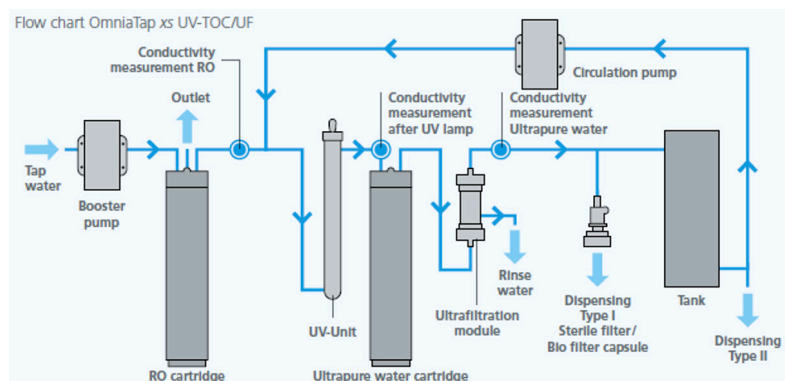 Flow chart OmniaTap xs UV-TOC/UF
Conductivity
measurement RO
Circulation pump
Outlet
Conductivity
measurement
after UV lamp
Conductivity
measurement
Ultrapure water
Tap
water
Booster
pump
Rinse
water
UV-Unit
Ultrafiltration
module
Dispensing
Type I
Sterile filter/
Bio filter capsule
Tank
Dispensing
Type II
RO cartridge
Ultrapure water cartridge